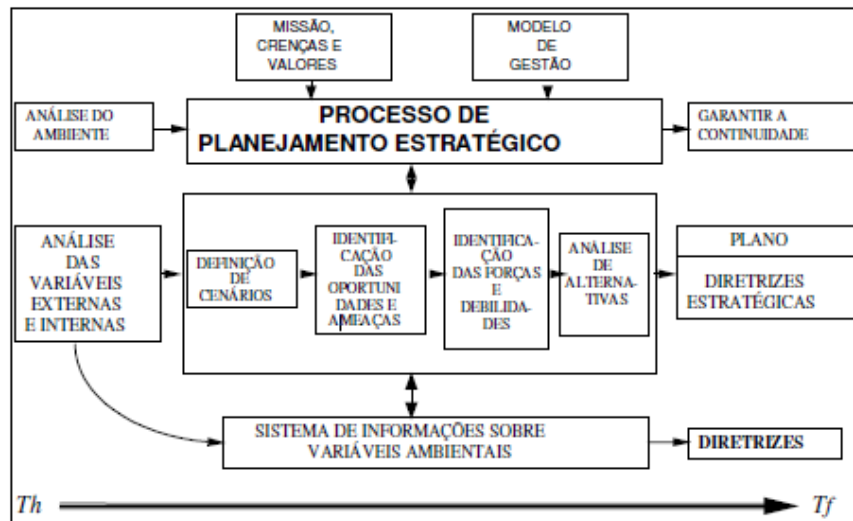 MISSÃO,
CRENÇAS E
VALORES
MODELO
DE
GESTÃO
ANÁLISE DO
AMBIENTE
PROCESSO DE
PLANEJAMENTO ESTRATÉGICO
GARANTIR A
CONTINUIDADE
ANÁLISE
DAS
VARIÁVEIS
EXTERNAS
E INTERNAS
DEFINIÇÃO
DE
CENÁRIOS
IDENTIFI-
CAÇÃO
DAS
OPORTUNI
DADES E
AMEAÇAS
IDENTIFICA-
ÇÃO
DAS FORÇAS
E
DEBILIDA-
DES
ANÁLISE
DE
ALTERNA-
TIVAS
PLANO
DIRETRIZES
ESTRATÉGICAS
SISTEMA DE INFORMAÇÕES SOBRE
VARIÁVEIS AMBIENTAIS
DIRETRIZES
Th
Tf